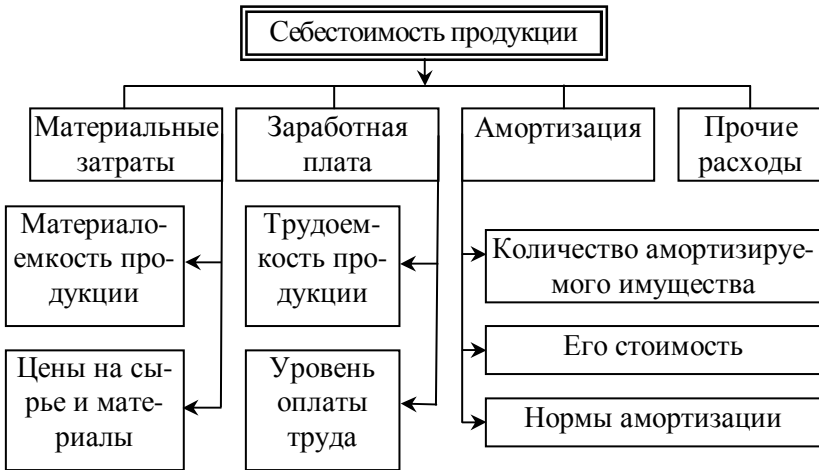 Себестоимость продукции
Материальные
затраты
Заработная
плата
Амортизация
Прочие
расходы
Материало-
емкость про-
дукции
Трудоем-
кость про-
дукции
Количество амортизируе-
мого имущества
Его стоимость
Цены на сы-
рье и мате-
риалы
Уровень
оплаты
труда
Нормы амортизации